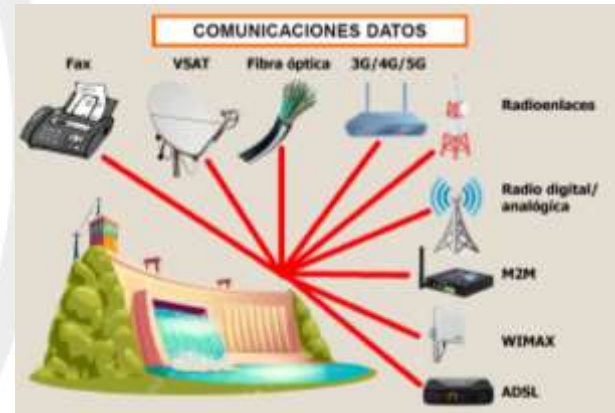 COMUNICACIONES DATOS
Fax
VSAT
Fibra óptica
3G/4G/5G
Radioenlaces
Radio digital/
analógica
M2M
WIMAX
ADSL